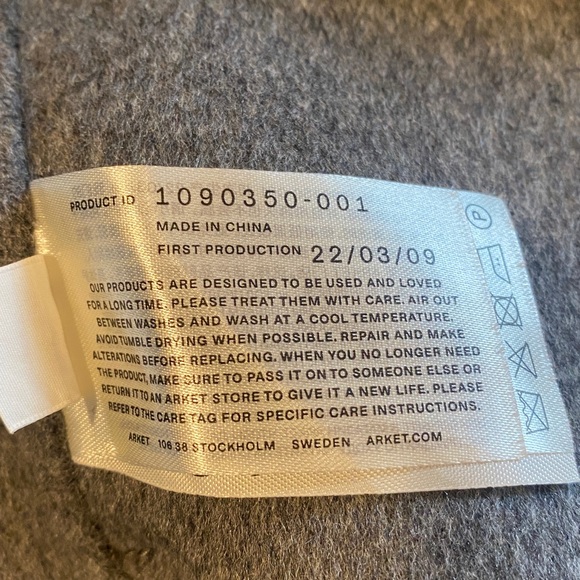 PRODUCT ID 1090350-001
MADE IN CHINA
FIRST PRODUCTION 22/03/09
OUR PRODUCTS ARE DESIGNED TO BE USED AND LOVED
FOR A LONG TIME. PLEASE TREAT THEM WITH CARE. AIR OUT
BETWEEN WASHES AND WASH AT A COOL TEMPERATURE.
AVOID TUMBLE DRYING WHEN POSSIBLE. REPAIR AND MAKE
ALTERATIONS BEFORE REPLACING. WHEN YOU NO LONGER NEED
THE PRODUCT, MAKE SURE TO PASS IT ON TO SOMEONE ELSE OR
RETURN IT TO AN ARKET STORE TO GIVE IT A NEW LIFE. PLEASE
REFER TO THE CARE TAG FOR SPECIFIC CARE INSTRUCTIONS.
ARKET 106 38 STOCKHOLM SWEDEN ARKET.COM
P